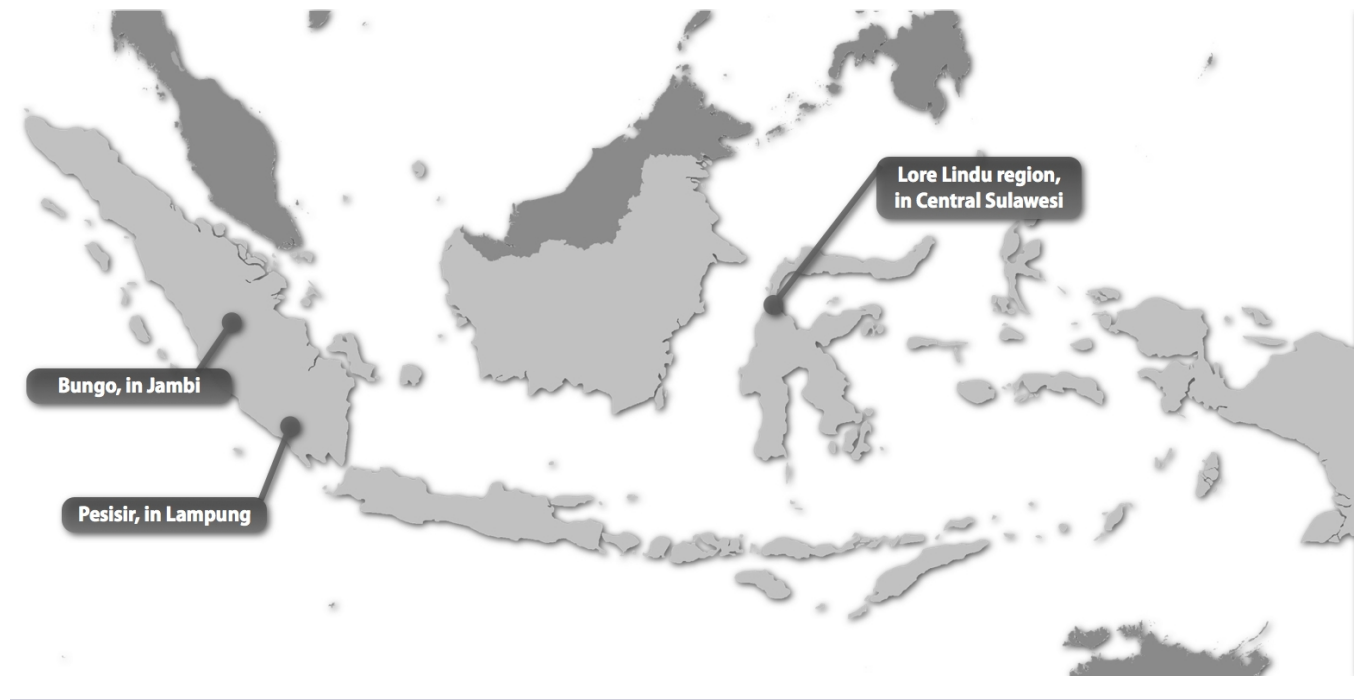 Lore Lindu region,
in Central Sulawesi
Bungo, in Jambi
Pesisir, in Lampung